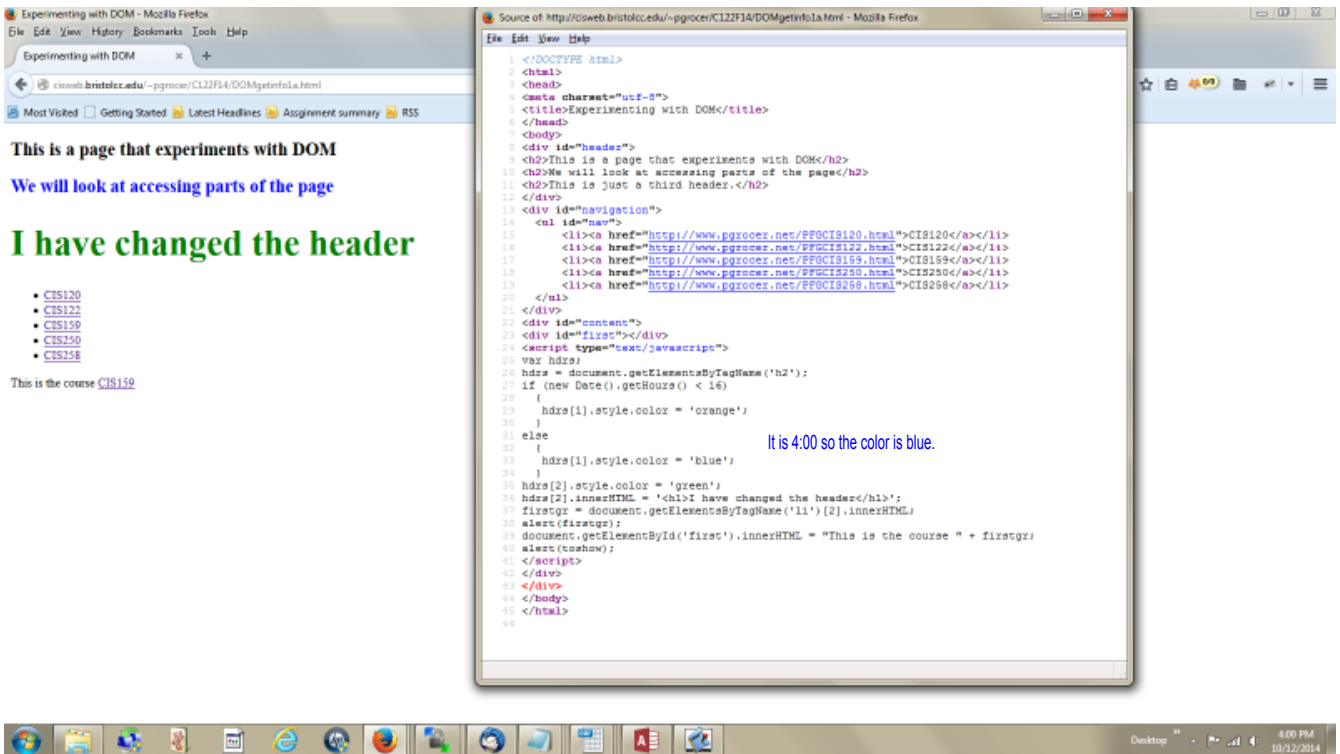 Experimenting with DOM - Mozilla Firefox
File Edit View History Bookmarks Tools Help
Experimenting with DOM × +
cisweb.bristolcc.edu/~pgrocer/C122F14/DOMgetinfo1a.html
Most Visited Getting Started Latest Headlines Assginment summary RSS
This is a page that experiments with DOM
We will look at accessing parts of the page
I have changed the header
• CIS120
• CIS122
• CIS159
• CIS250
• CIS258
This is the course CIS159
Source of: http://cisweb.bristolcc.edu/~pgrocer/C122F14/DOMgetinfo1a.html - Mozilla Firefox
File Edit View Help
1 <!DOCTYPE html>
2 <html>
3 <head>
4 <meta charset="utf-8">
5 <title>Experimenting with DOM</title>
6 </head>
7 <body>
8 <div id="header">
9 <h2>This is a page that experiments with DOM</h2>
10 <h2>We will look at accessing parts of the page</h2>
11 <h2>This is just a third header.</h2>
12 </div>
13 <div id="navigation">
14 <ul id="nav">
15 <li><a href="http://www.pgrocer.net/PFGCIS120.html">CIS120</a></li>
16 <li><a href="http://www.pgrocer.net/PFGCIS122.html">CIS122</a></li>
17 <li><a href="http://www.pgrocer.net/PFGCIS159.html">CIS159</a></li>
18 <li><a href="http://www.pgrocer.net/PFGCIS250.html">CIS250</a></li>
19 <li><a href="http://www.pgrocer.net/PFGCIS258.html">CIS258</a></li>
20 </ul>
21 </div>
22 <div id="content">
23 <div id="first"></div>
24 <script type="text/javascript">
25 var hdrs;
26 hdrs = document.getElementsByTagName('h2');
27 if (new Date().getHours() < 16)
28 {
29 hdrs[1].style.color = 'orange';
30 }
31 else
32 {
33 hdrs[1].style.color = 'blue';
34 }
35 hdrs[2].style.color = 'green';
36 hdrs[2].innerHTML = '<h1>I have changed the header</h1>';
37 firstgr = document.getElementsByTagName('li')[2].innerHTML;
38 alert(firstgr);
39 document.getElementById('first').innerHTML = "This is the course " + firstgr;
40 alert(toshow);
41 </script>
42 </div>
43 </div>
44 </body>
45 </html>
46
It is 4:00 so the color is blue.
Desktop
4:00 PM
10/12/2014